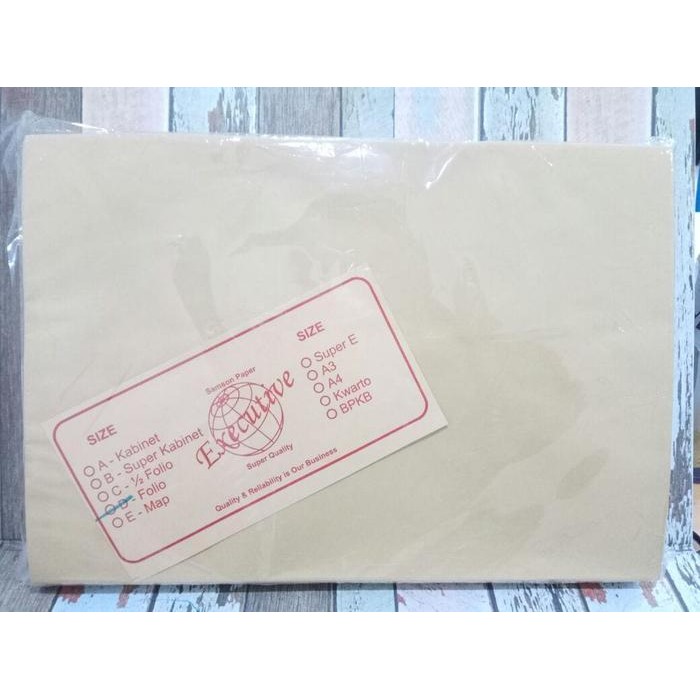 SIZE
A - Kabinet
B - Super Kabinet
C - ½ Folio
D - Folio
E - Map
Samson Paper
Executive
Super Quality
Quality & Reliability is Our Business
SIZE
Super E
A3
A4
Kwarto
BPKB